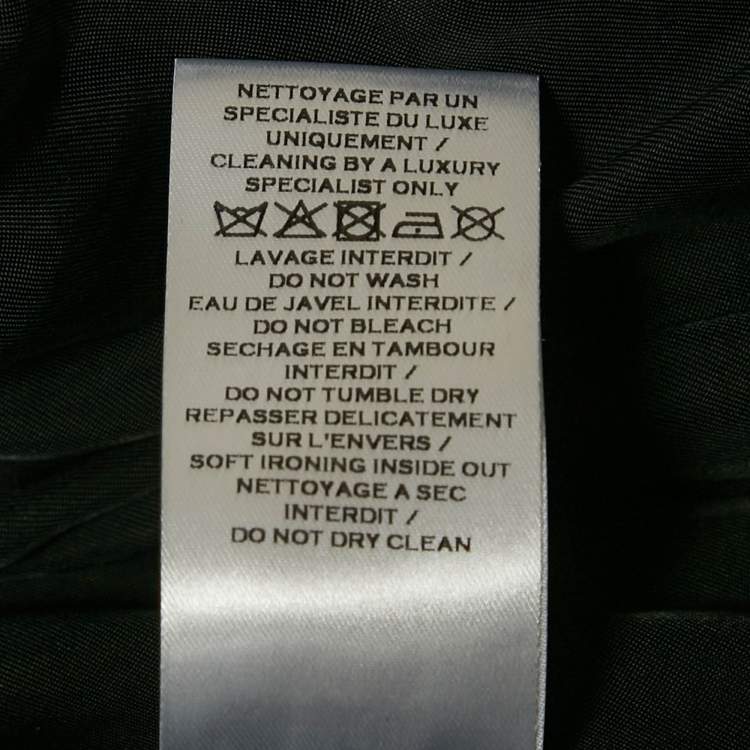 NETTOYAGE PAR UN
SPECIALISTE DU LUXE
UNIQUEMENT /
CLEANING BY A LUXURY
SPECIALIST ONLY
LAVAGE INTERDIT /
DO NOT WASH
EAU DE JAVEL INTERDITE /
DO NOT BLEACH
SECHAGE EN TAMBOUR
INTERDIT /
DO NOT TUMBLE DRY
REPASSER DELICATEMENT
SUR L'ENVERS /
SOFT IRONING INSIDE OUT
NETTOYAGE A SEC
INTERDIT /
DO NOT DRY CLEAN